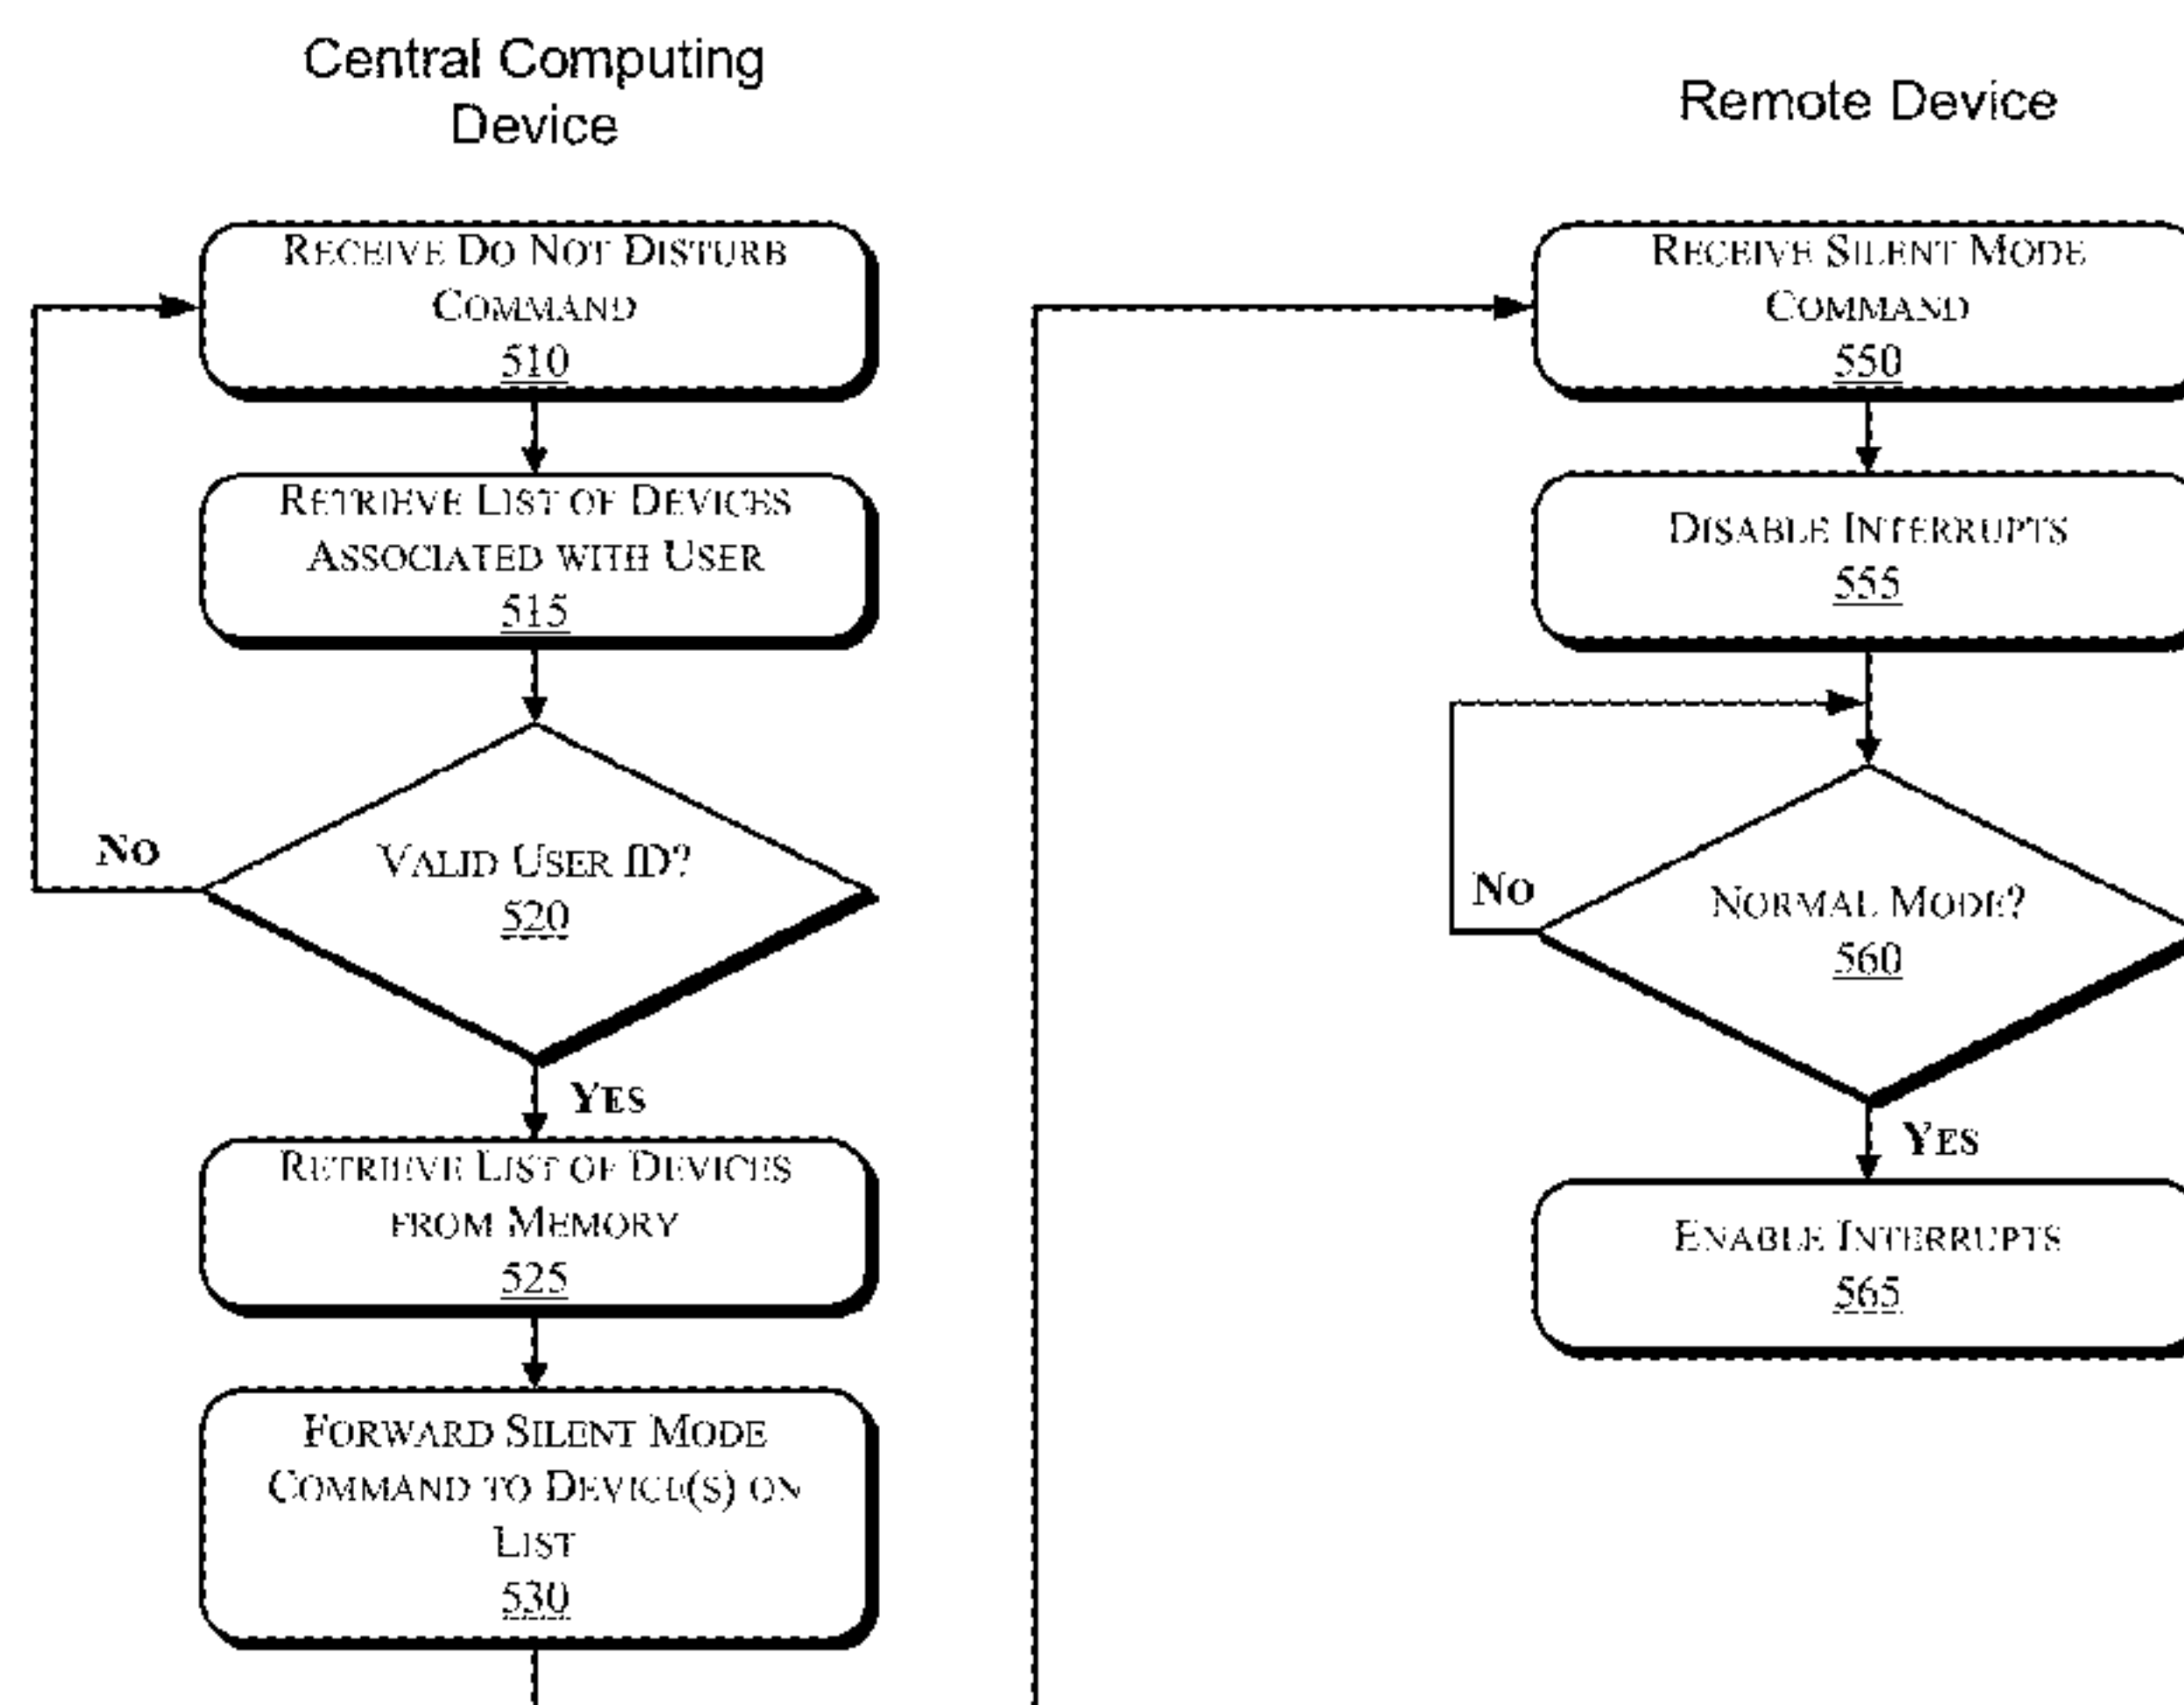 Central Computing
Device
RECEIVE DO NOT DISTURB
COMMAND
510
RETRIEVE LIST OF DEVICES
ASSOCIATED WITH USER
515
VALID USER ID?
520
NO
YES
RETRIEVE LIST OF DEVICES
FROM MEMORY
525
FORWARD SILENT MODE
COMMAND TO DEVICE(S) ON
LIST
530
Remote Device
RECEIVE SILENT MODE
COMMAND
550
DISABLE INTERRUPTS
555
NORMAL MODE?
560
NO
YES
ENABLE INTERRUPTS
565